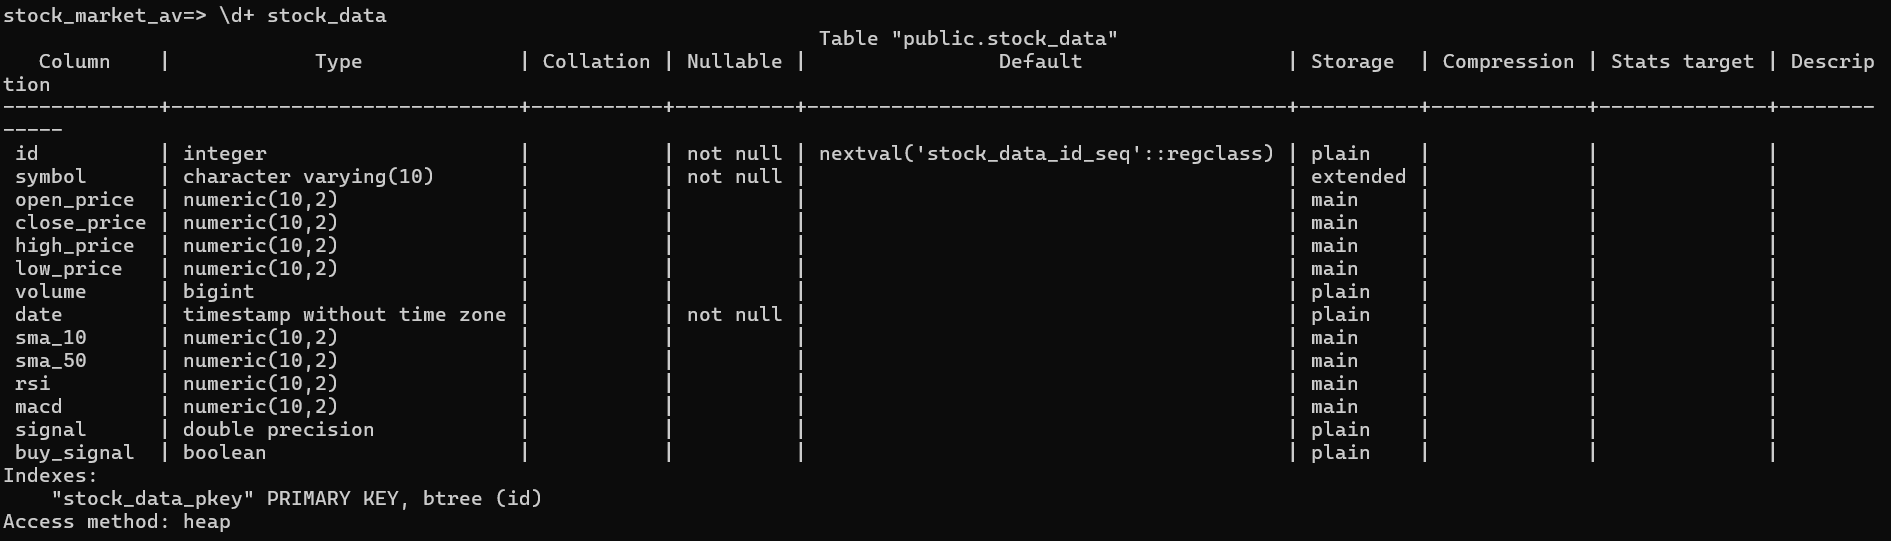 stock_market_av=> \d+ stock_data
                                                                    Table "public.stock_data"
   Column    |            Type             | Collation | Nullable |                Default                 | Storage  | Compression | Stats target | Descrip
tion
-------------+-----------------------------+-----------+----------+----------------------------------------+----------+-------------+--------------+--------
-----
 id          | integer                     |           | not null | nextval('stock_data_id_seq'::regclass) | plain    |             |              |
 symbol      | character varying(10)       |           | not null |                                        | extended |             |              |
 open_price  | numeric(10,2)               |           |          |                                        | main     |             |              |
 close_price | numeric(10,2)               |           |          |                                        | main     |             |              |
 high_price  | numeric(10,2)               |           |          |                                        | main     |             |              |
 low_price   | numeric(10,2)               |           |          |                                        | main     |             |              |
 volume      | bigint                      |           |          |                                        | plain    |             |              |
 date        | timestamp without time zone |           | not null |                                        | plain    |             |              |
 sma_10      | numeric(10,2)               |           |          |                                        | main     |             |              |
 sma_50      | numeric(10,2)               |           |          |                                        | main     |             |              |
 rsi         | numeric(10,2)               |           |          |                                        | main     |             |              |
 macd        | numeric(10,2)               |           |          |                                        | main     |             |              |
 signal      | double precision            |           |          |                                        | plain    |             |              |
 buy_signal  | boolean                     |           |          |                                        | plain    |             |              |
Indexes:
    "stock_data_pkey" PRIMARY KEY, btree (id)
Access method: heap